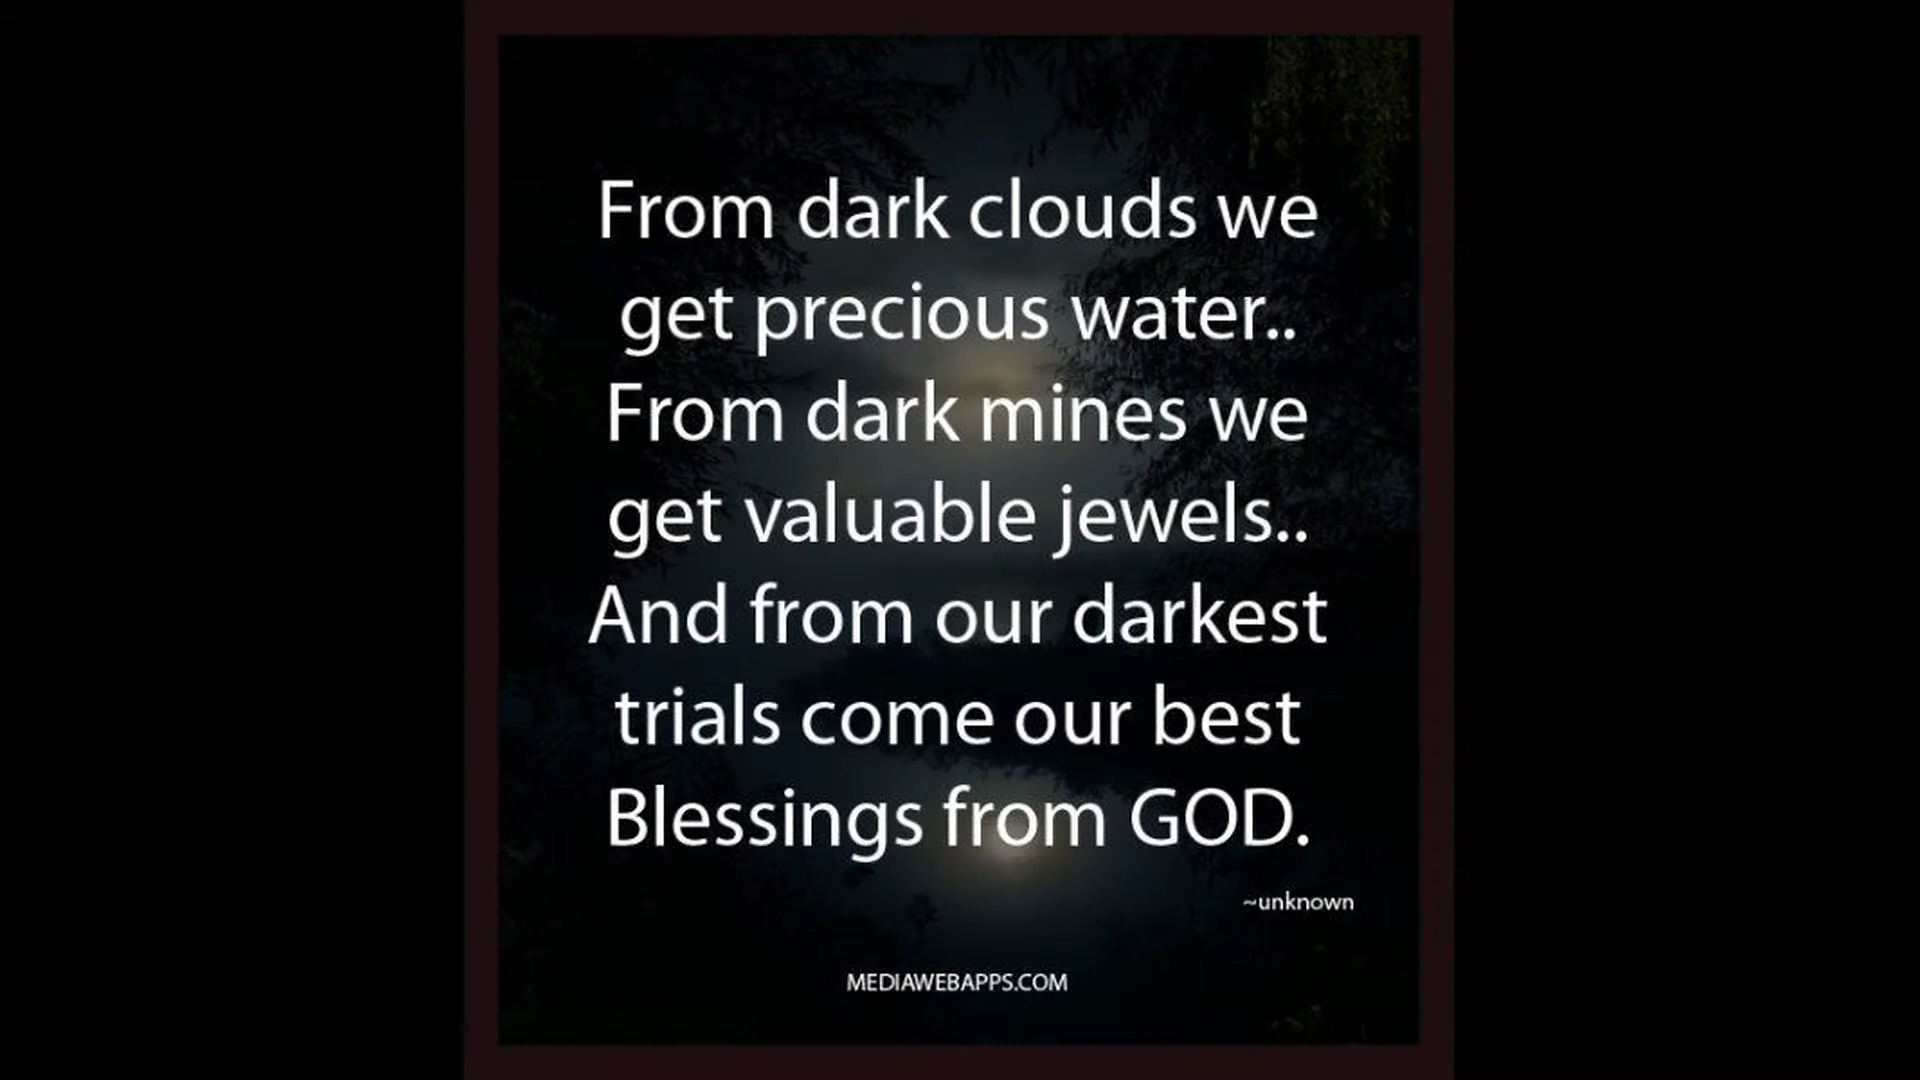 From dark clouds we
get precious water..
From dark mines we
get valuable jewels..
And from our darkest
trials come our best
Blessings from GOD.
~unknown
MEDIAWEBAPPS.COM